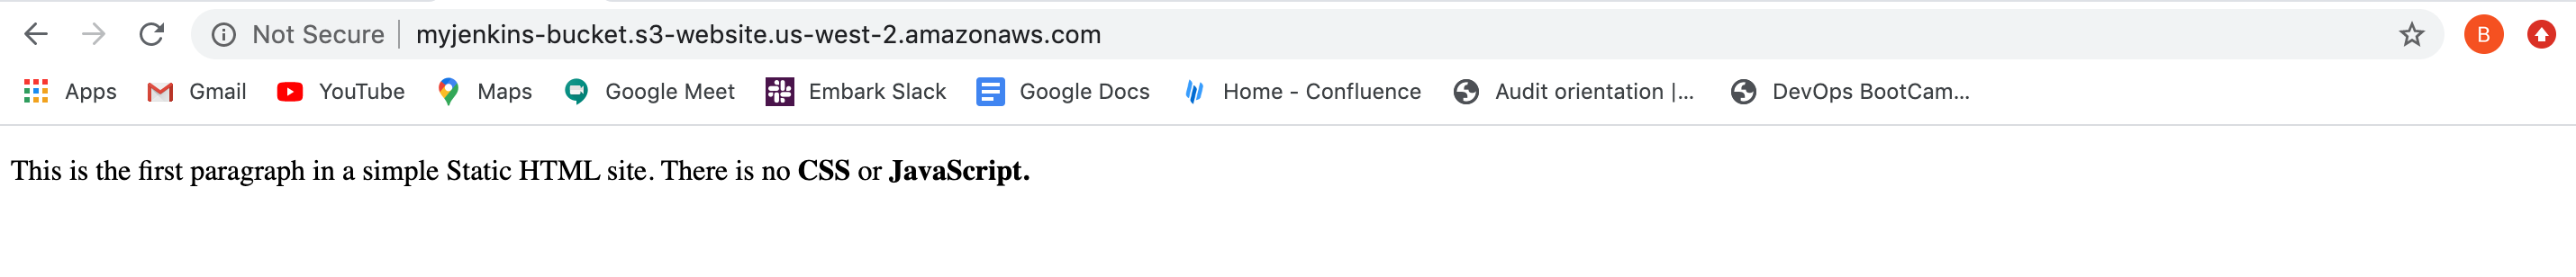 Not Secure myjenkins-bucket.s3-website.us-west-2.amazonaws.com B
Apps Gmail YouTube Maps Google Meet Embark Slack Google Docs Home - Confluence Audit orientation |... DevOps BootCam...
This is the first paragraph in a simple Static HTML site. There is no CSS or JavaScript.